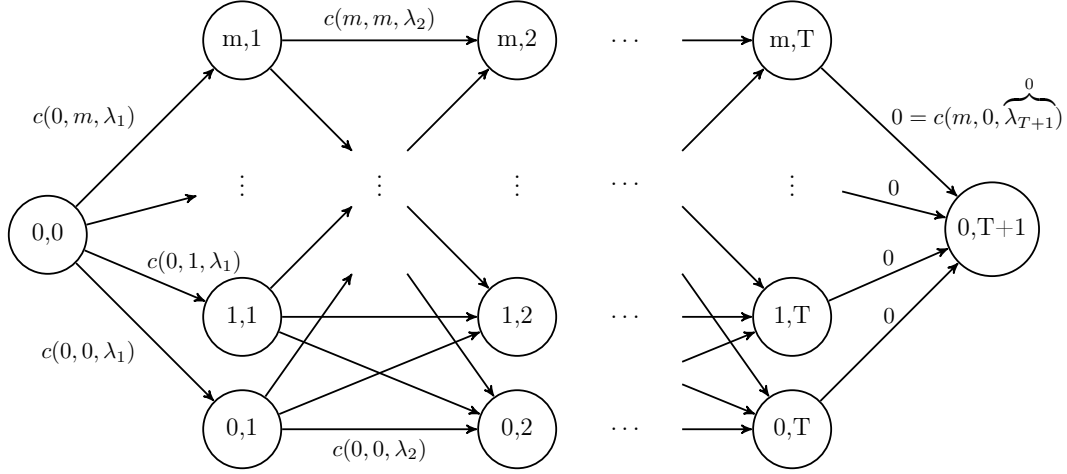 m,1
c(m, m, λ₂)
m,2
···
m,T
c(0, m, λ₁)
0
0 = c(m, 0, λ_{T+1})
⋮
⋮
⋮
···
⋮
0
0,0
0,T+1
c(0, 1, λ₁)
0
1,1
1,2
···
1,T
c(0, 0, λ₁)
0
0,1
c(0, 0, λ₂)
0,2
···
0,T